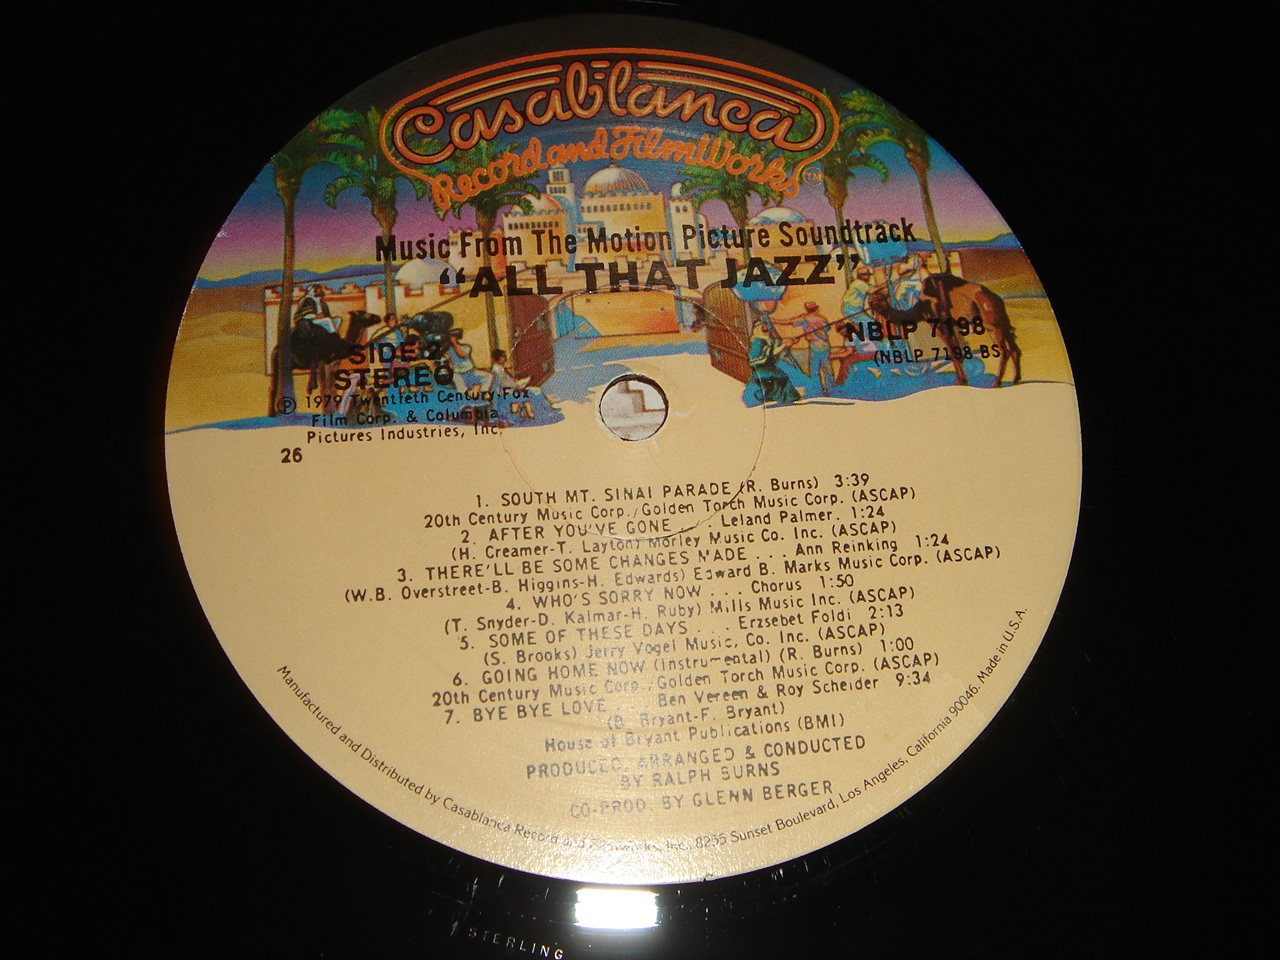 Casablanca
Record and FilmWorks TM
Music From The Motion Picture Soundtrack
"ALL THAT JAZZ"
SIDE 2
STEREO
NBLP 7198
(NBLP 7198 BS)
℗ 1979 Twentieth Century-Fox
Film Corp. & Columbia
Pictures Industries, Inc.
26
1. SOUTH MT. SINAI PARADE (R. Burns) 3:39
20th Century Music Corp./Golden Torch Music Corp. (ASCAP)
2. AFTER YOU'VE GONE . . . Leland Palmer. 1:24
(H. Creamer-T. Layton) Morley Music Co. Inc. (ASCAP)
3. THERE'LL BE SOME CHANGES MADE . . . Ann Reinking 1:24
(W.B. Overstreet-B. Higgins-H. Edwards) Edward B. Marks Music Corp. (ASCAP)
4. WHO'S SORRY NOW . . . Chorus 1:50
(T. Snyder-D. Kalmar-H. Ruby) Mills Music Inc. (ASCAP)
5. SOME OF THESE DAYS . . . Erzsebet Foldi 2:13
(S. Brooks) Jerry Vogel Music, Co. Inc. (ASCAP)
6. GOING HOME NOW (Instrumental) (R. Burns) 1:00
20th Century Music Corp./Golden Torch Music Corp. (ASCAP)
7. BYE BYE LOVE . . . Ben Vereen & Roy Scheider 9:34
(B. Bryant-F. Bryant)
House of Bryant Publications (BMI)
PRODUCED, ARRANGED & CONDUCTED
BY RALPH BURNS
CO-PROD. BY GLENN BERGER
Manufactured and Distributed by Casablanca Record and FilmWorks, Inc., 8255 Sunset Boulevard, Los Angeles, California 90046. Made in U.S.A.
STERLING